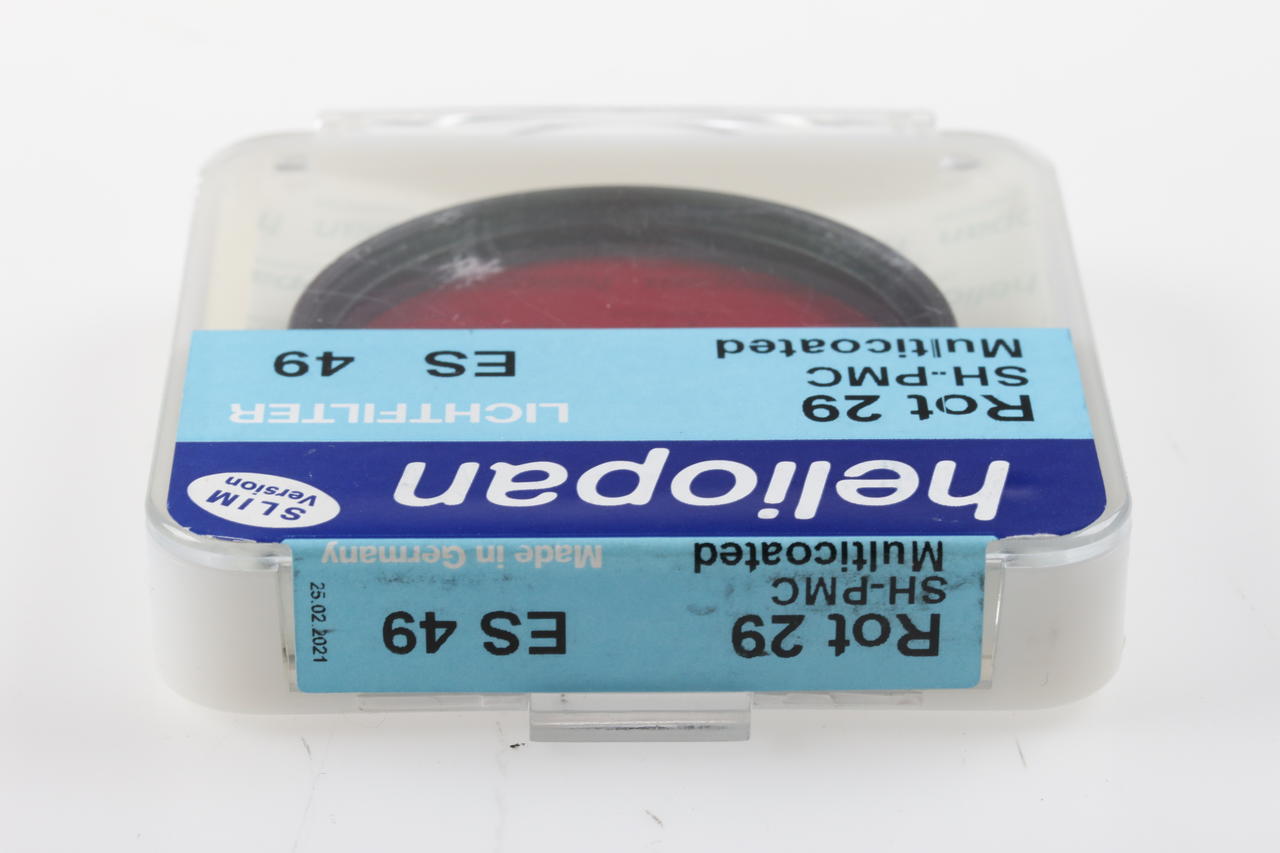 Rot 29 ES 49
SH-PMC
Multicoated Made in Germany
25.02.2021
heliopan
SLIM
Version
Rot 29 LICHTFILTER
SH-PMC
Multicoated ES 49